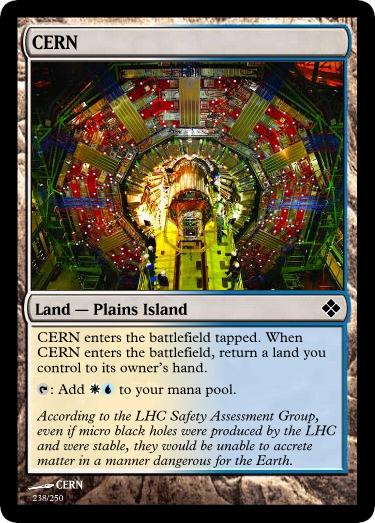 CERN
Land — Plains Island
CERN enters the battlefield tapped. When
CERN enters the battlefield, return a land you
control to its owner's hand.
: Add to your mana pool.
According to the LHC Safety Assessment Group,
even if micro black holes were produced by the LHC
and were stable, they would be unable to accrete
matter in a manner dangerous for the Earth.
CERN
238/250